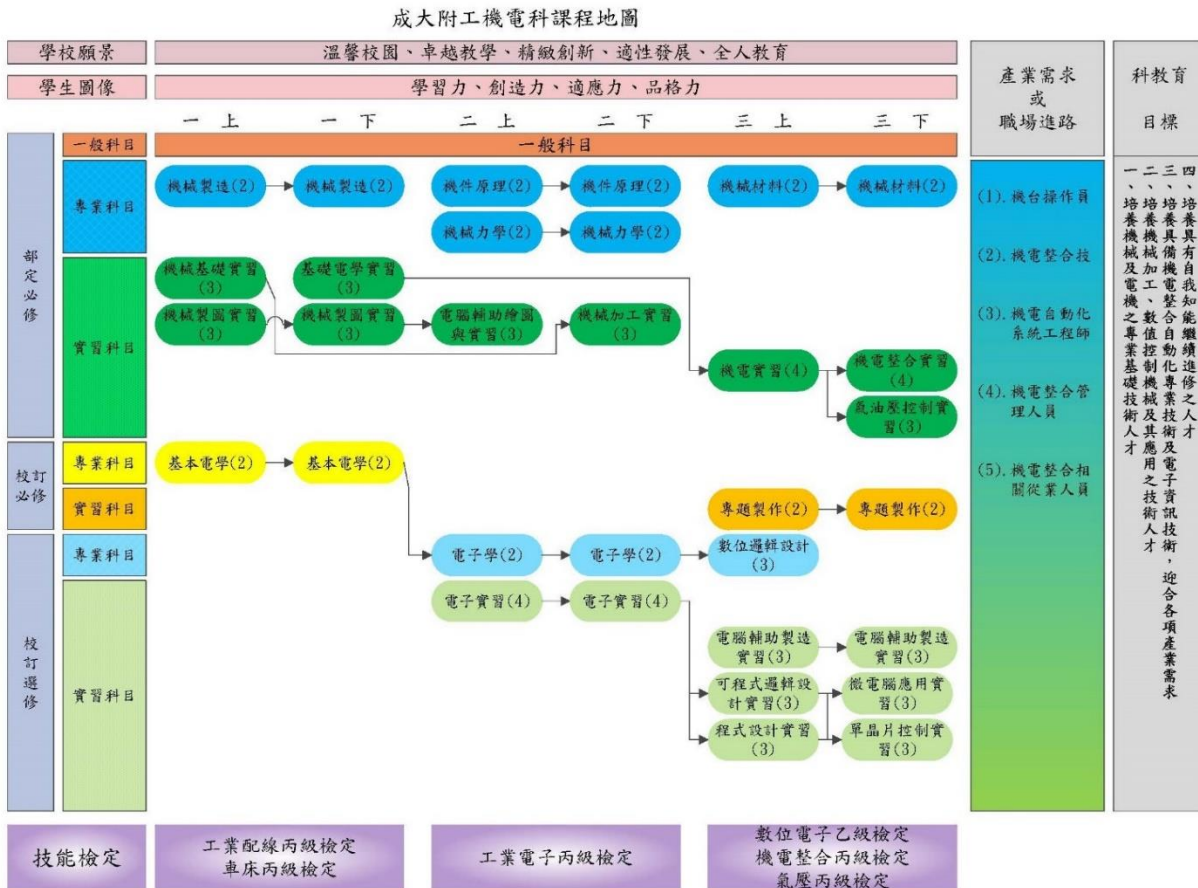 成大附工機電科課程地圖
學校願景
溫馨校園、卓越教學、精緻創新、適性發展、全人教育
學生圖像
學習力、創造力、適應力、品格力
一 上
一 下
二 上
二 下
三 上
三 下
產業需求
或
職場進路
科教育
目標
部定必修
一般科目
一般科目
專業科目
機械製造(2)
機械製造(2)
機件原理(2)
機件原理(2)
機械材料(2)
機械材料(2)
機械力學(2)
機械力學(2)
實習科目
機械基礎實習
(3)
基礎電學實習
(3)
機械製圖實習
(3)
機械製圖實習
(3)
電腦輔助繪圖
與實習(3)
機械加工實習
(3)
機電實習(4)
機電整合實習
(4)
氣油壓控制實
習(3)
校訂
必修
專業科目
基本電學(2)
基本電學(2)
實習科目
專題製作(2)
專題製作(2)
校訂選修
專業科目
電子學(2)
電子學(2)
數位邏輯設計
(3)
實習科目
電子實習(4)
電子實習(4)
電腦輔助製造
實習(3)
電腦輔助製造
實習(3)
可程式邏輯設
計實習(3)
微電腦應用實
習(3)
程式設計實習
(3)
單晶片控制實
習(3)
(1). 機台操作員
(2). 機電整合技
(3). 機電自動化
系統工程師
(4). 機電整合管
理人員
(5). 機電整合相
關從業人員
一、培養機械及電機之專業基礎技術人才
二、培養機械加工、數值控制機械及其應用之技術人才
三、培養具備機電整合自動化專業技術及電子資訊技術，迎合各項產業需求
四、培養具有自我知能繼續進修之人才
技能檢定
工業配線丙級檢定
車床丙級檢定
工業電子丙級檢定
數位電子乙級檢定
機電整合丙級檢定
氣壓丙級檢定